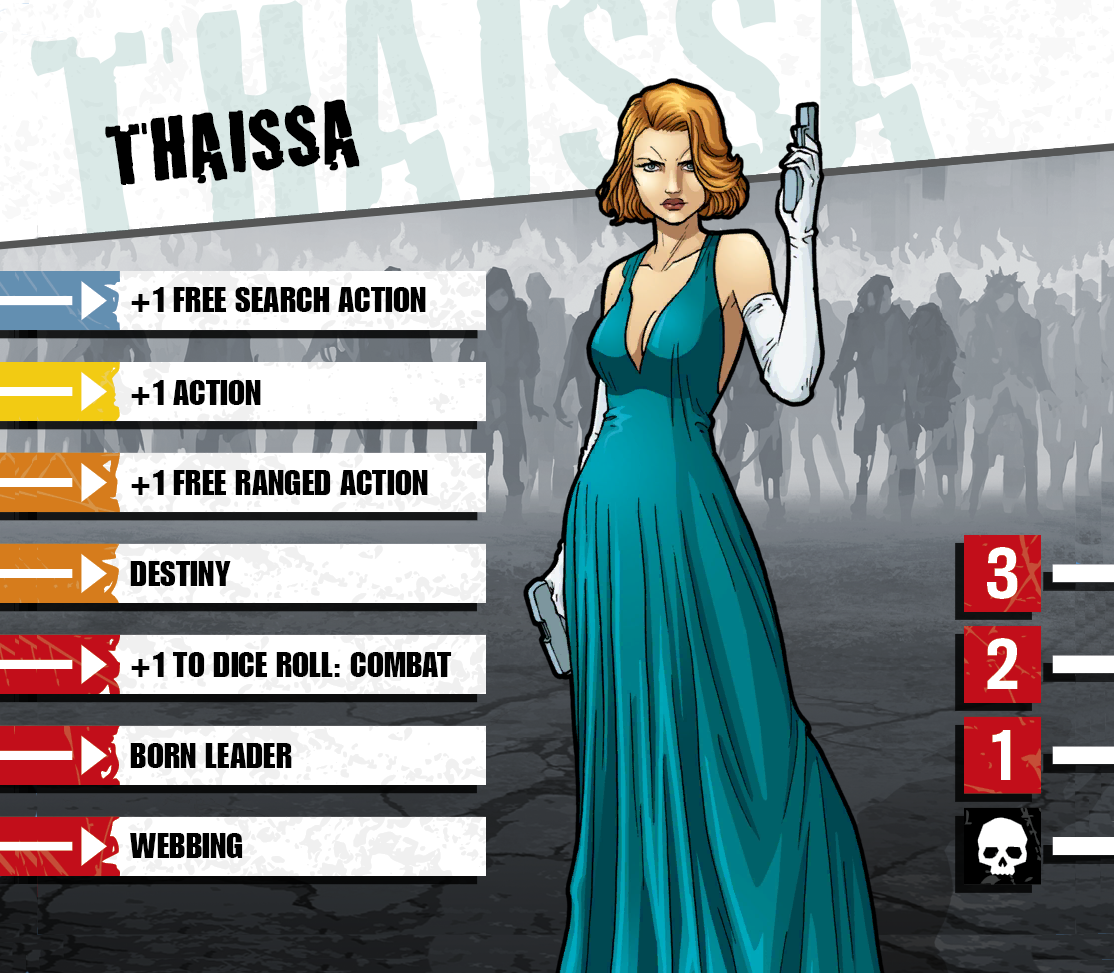 THAISSA
THAISSA
+1 FREE SEARCH ACTION
+1 ACTION
+1 FREE RANGED ACTION
DESTINY
+1 TO DICE ROLL: COMBAT
BORN LEADER
WEBBING
3
2
1